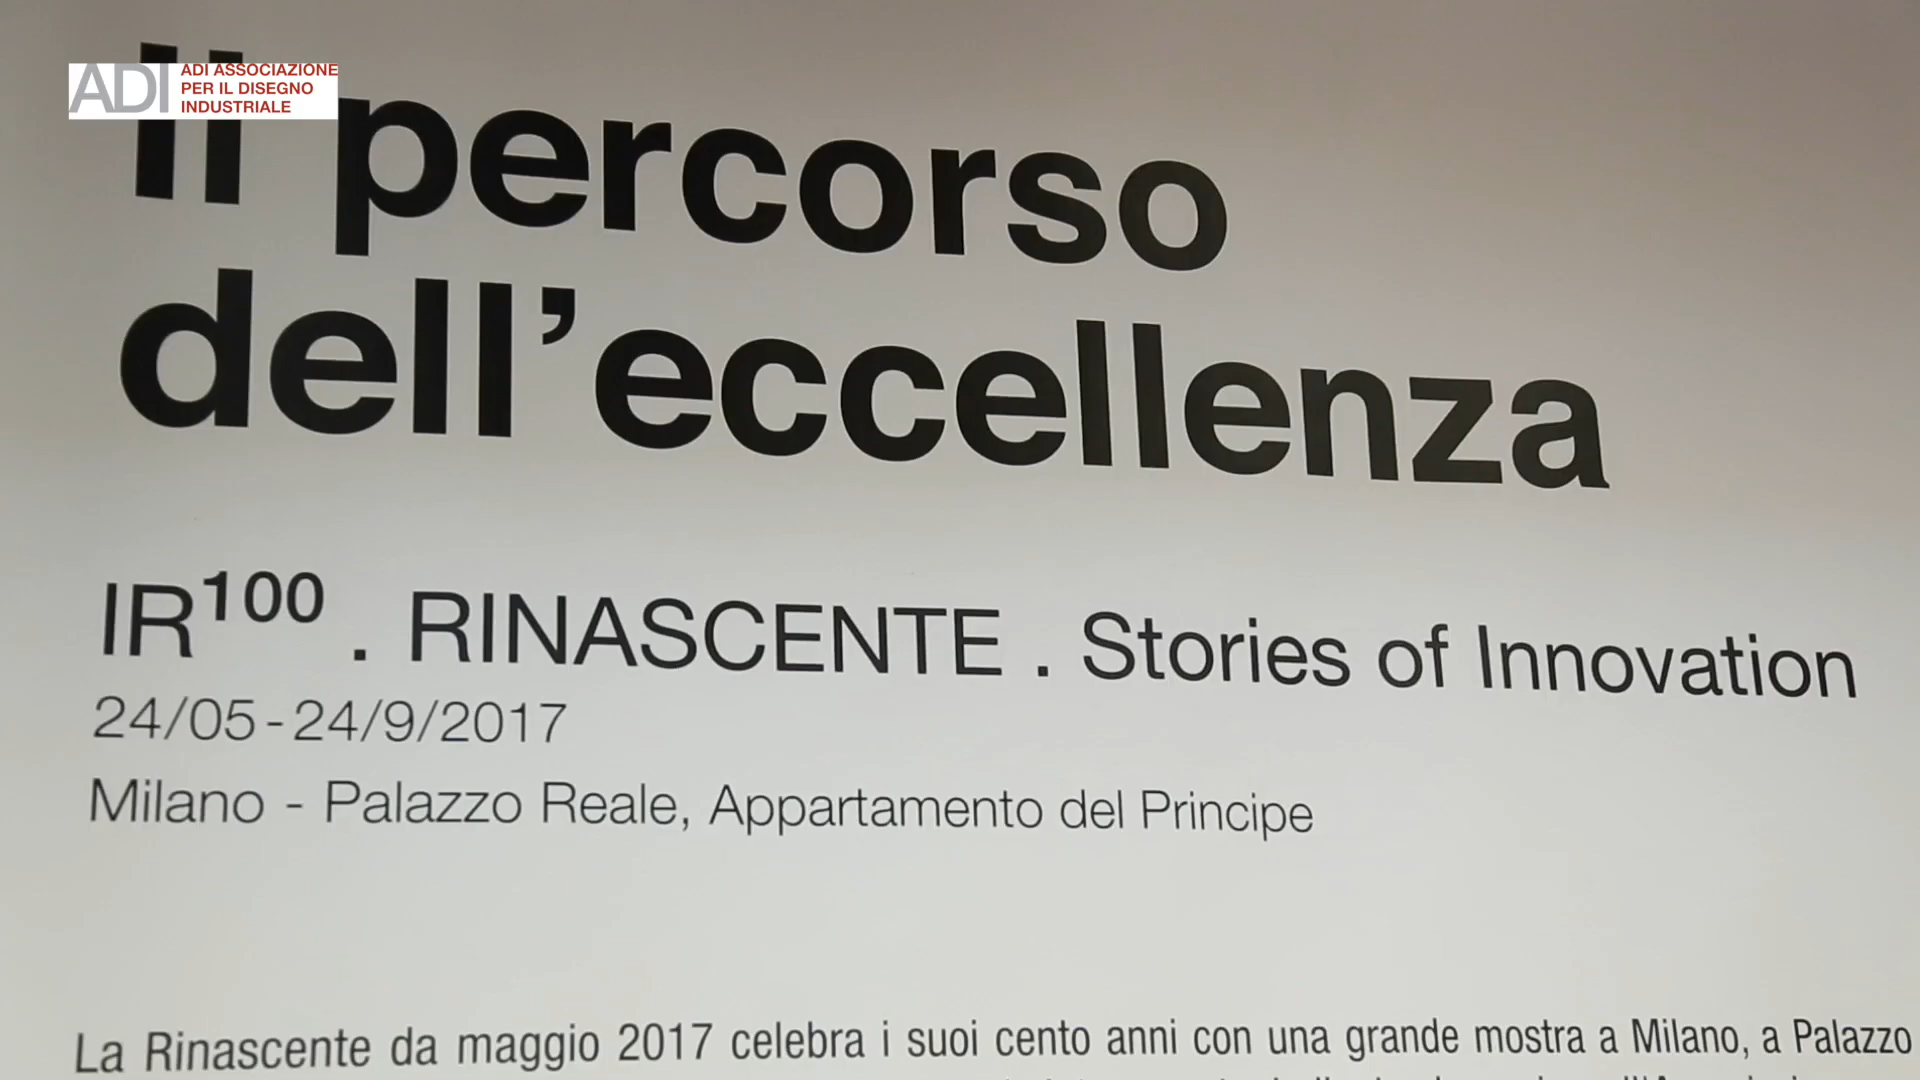 ADI ADI ASSOCIAZIONE
PER IL DISEGNO
INDUSTRIALE
Il percorso
dell’eccellenza
IR¹⁰⁰ . RINASCENTE . Stories of Innovation
24/05-24/9/2017
Milano - Palazzo Reale, Appartamento del Principe
La Rinascente da maggio 2017 celebra i suoi cento anni con una grande mostra a Milano, a Palazzo